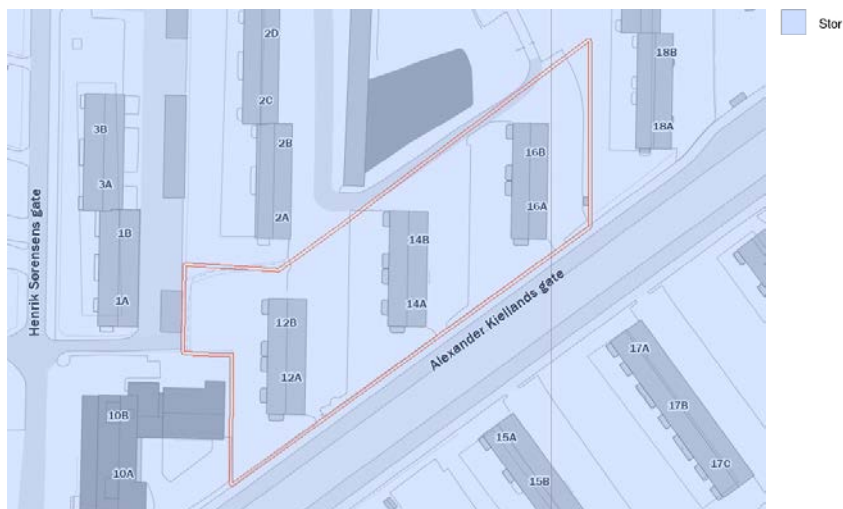 Stor
2D
2C
2B
2A
18B
18A
3B
3A
1B
1A
16B
16A
14B
14A
12B
12A
10B
10A
17A
17B
17C
15A
15B
Henrik Sørensens gate
Alexander Kiellands gate